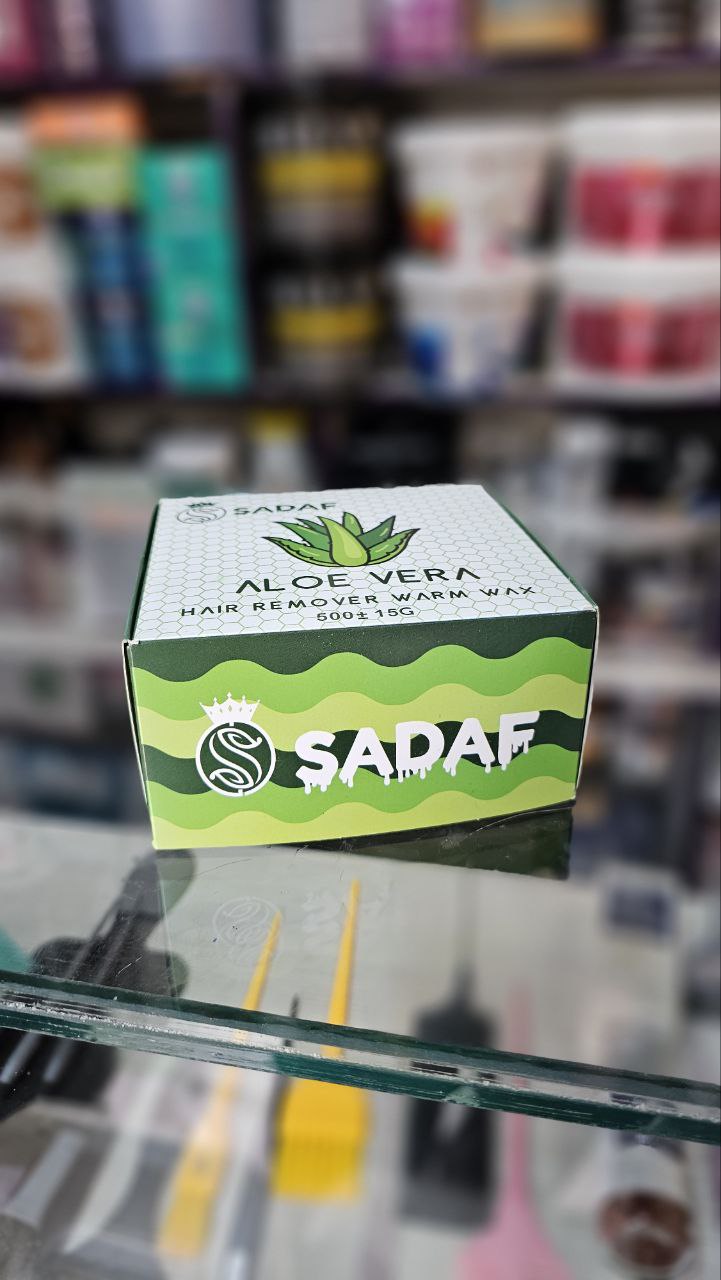 SADAF
ALOE VERA
HAIR REMOVER WARM WAX
500± 15G
SADAF